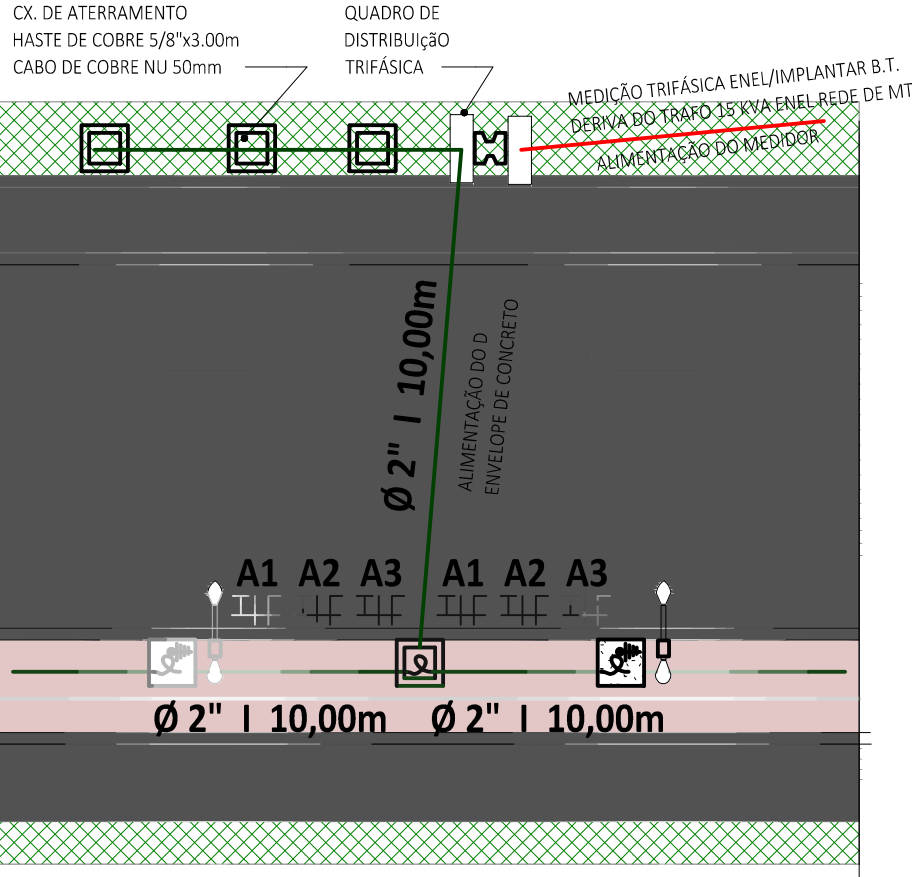 CX. DE ATERRAMENTO
HASTE DE COBRE 5/8"x3.00m
CABO DE COBRE NU 50mm
QUADRO DE
DISTRIBUIçãO
TRIFÁSICA
MEDIÇÃO TRIFÁSICA ENEL/IMPLANTAR B.T.
DERIVA DO TRAFO 15 KVA ENEL REDE DE MT
ALIMENTAÇÃO DO MEDIDOR
Ø 2" I 10,00m
ALIMENTAÇÃO DO D
ENVELOPE DE CONCRETO
A1 A2 A3 A1 A2 A3
Ø 2" I 10,00m Ø 2" I 10,00m